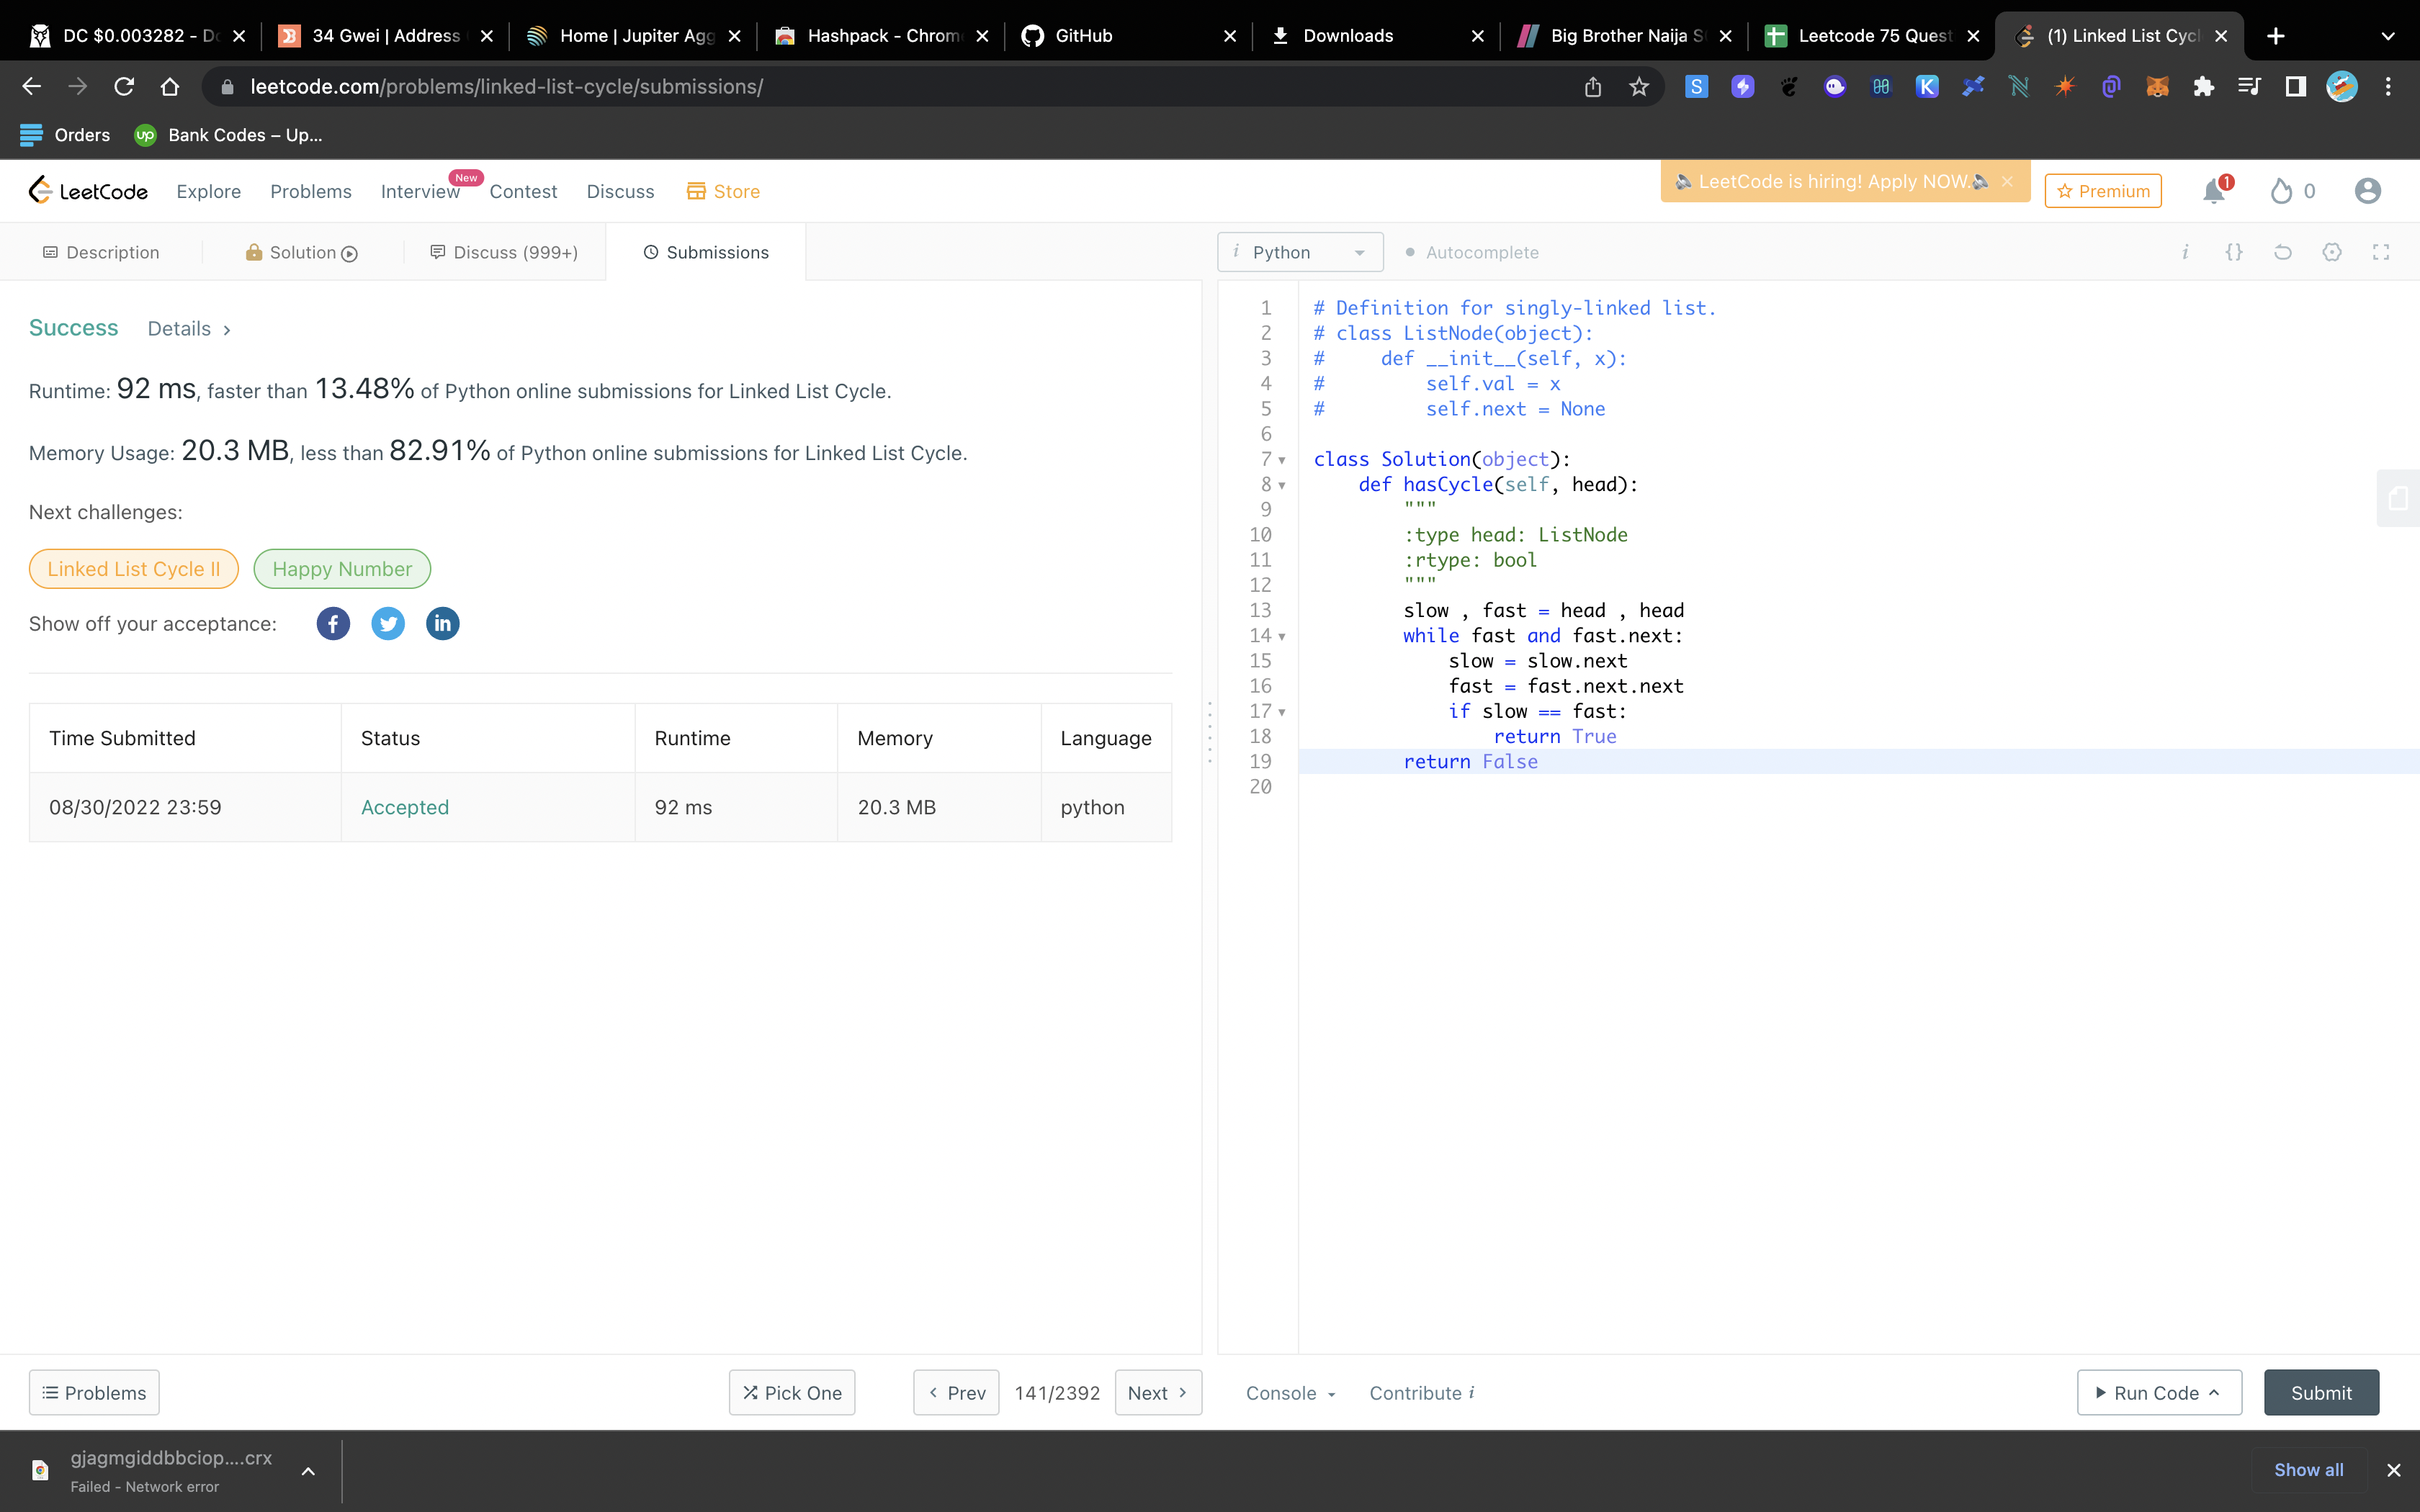 DC $0.003282 - Do
34 Gwei | Address
Home | Jupiter Agg
Hashpack - Chrom
GitHub
Downloads
Big Brother Naija S
Leetcode 75 Quest
(1) Linked List Cycl
leetcode.com/problems/linked-list-cycle/submissions/
Orders
up Bank Codes – Up...
LeetCode Explore Problems Interview New Contest Discuss Store
LeetCode is hiring! Apply NOW.
Premium
1
0
Description
Solution
Discuss (999+)
Submissions
i Python
Autocomplete
i {}
Success Details >
Runtime: 92 ms, faster than 13.48% of Python online submissions for Linked List Cycle.
Memory Usage: 20.3 MB, less than 82.91% of Python online submissions for Linked List Cycle.
Next challenges:
Linked List Cycle II Happy Number
Show off your acceptance: f in
Time Submitted Status Runtime Memory Language
08/30/2022 23:59 Accepted 92 ms 20.3 MB python
1 # Definition for singly-linked list.
2 # class ListNode(object):
3 #     def __init__(self, x):
4 #         self.val = x
5 #         self.next = None
6
7 class Solution(object):
8     def hasCycle(self, head):
9         """
10         :type head: ListNode
11         :rtype: bool
12         """
13         slow , fast = head , head
14         while fast and fast.next:
15             slow = slow.next
16             fast = fast.next.next
17             if slow == fast:
18                 return True
19         return False
20
Problems
Pick One
< Prev
141/2392
Next >
Console
Contribute i
Run Code
Submit
gjagmgiddbbciop....crx
Failed - Network error
Show all